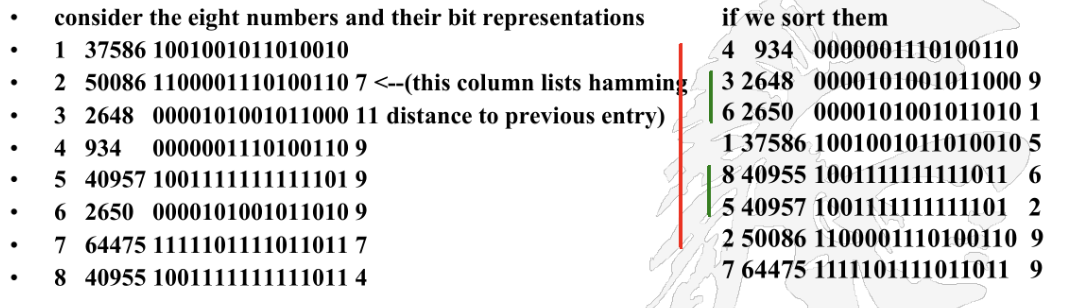 • consider the eight numbers and their bit representations
• 1 37586 1001001011010010
• 2 50086 1100001110100110 7 <--(this column lists hamming
• 3 2648 0000101001011000 11 distance to previous entry)
• 4 934 0000001110100110 9
• 5 40957 1001111111111101 9
• 6 2650 0000101001011010 9
• 7 64475 1111101111011011 7
• 8 40955 1001111111111011 4
if we sort them
4 934 0000001110100110
3 2648 0000101001011000 9
6 2650 0000101001011010 1
1 37586 1001001011010010 5
8 40955 1001111111111011 6
5 40957 1001111111111101 2
2 50086 1100001110100110 9
7 64475 1111101111011011 9